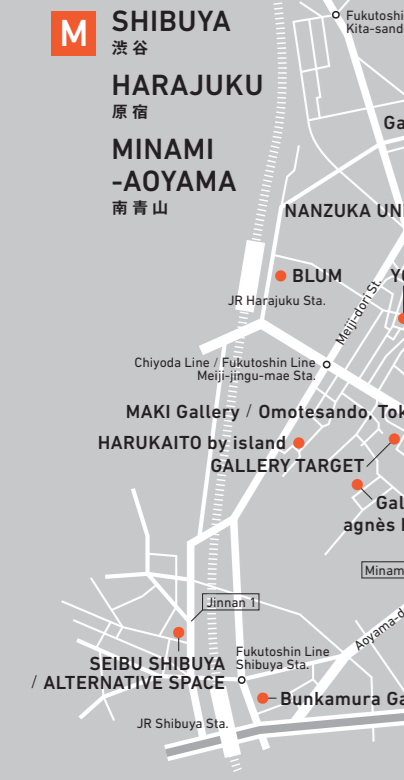 M
SHIBUYA
渋谷
HARAJUKU
原宿
MINAMI
-AOYAMA
南青山
Fukutoshi
Kita-sand
Ga
NANZUKA UN
BLUM
YO
JR Harajuku Sta.
Meiji-dori St.
Chiyoda Line / Fukutoshin Line
Meiji-jingu-mae Sta.
MAKI Gallery / Omotesando, Tok
HARUKAITO by island
GALLERY TARGET
Gal
agnès b
Minam
Jinnan 1
Aoyama-d
SEIBU SHIBUYA
/ ALTERNATIVE SPACE
Fukutoshin Line
Shibuya Sta.
Bunkamura Ga
JR Shibuya Sta.